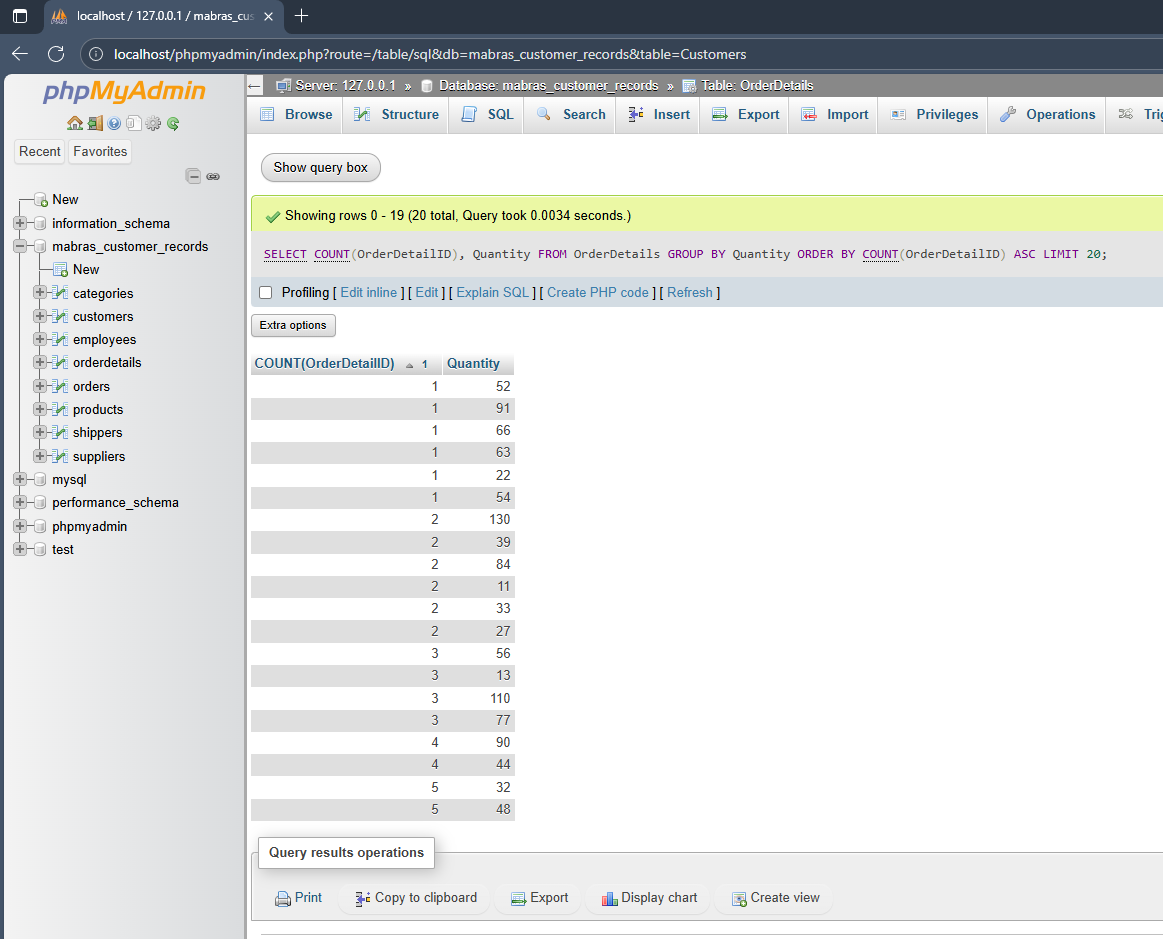 localhost / 127.0.0.1 / mabras_cus
localhost/phpmyadmin/index.php?route=/table/sql&db=mabras_customer_records&table=Customers
phpMyAdmin
Recent Favorites
New
information_schema
mabras_customer_records
New
categories
customers
employees
orderdetails
orders
products
shippers
suppliers
mysql
performance_schema
phpmyadmin
test
Server: 127.0.0.1 » Database: mabras_customer_records » Table: OrderDetails
Browse Structure SQL Search Insert Export Import Privileges Operations Trig
Show query box
Showing rows 0 - 19 (20 total, Query took 0.0034 seconds.)
SELECT COUNT(OrderDetailID), Quantity FROM OrderDetails GROUP BY Quantity ORDER BY COUNT(OrderDetailID) ASC LIMIT 20;
Profiling [ Edit inline ] [ Edit ] [ Explain SQL ] [ Create PHP code ] [ Refresh ]
Extra options
COUNT(OrderDetailID) 1 Quantity
1 52
1 91
1 66
1 63
1 22
1 54
2 130
2 39
2 84
2 11
2 33
2 27
3 56
3 13
3 110
3 77
4 90
4 44
5 32
5 48
Query results operations
Print Copy to clipboard Export Display chart Create view